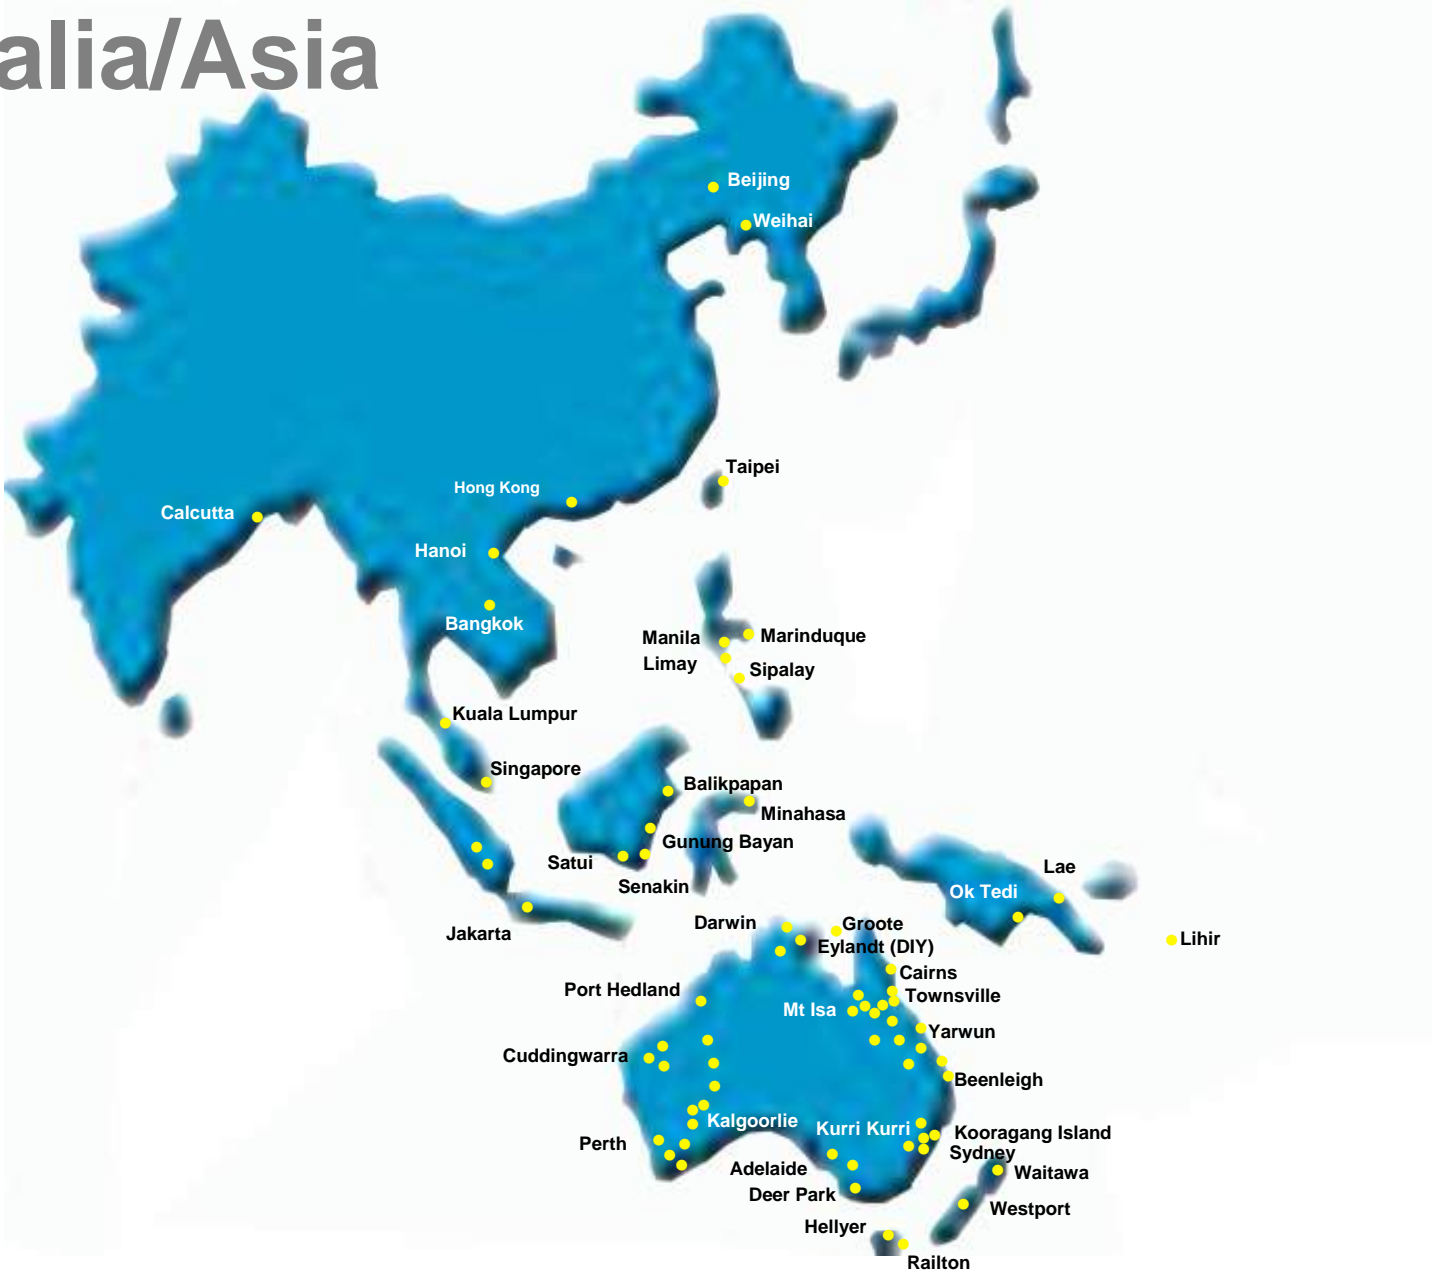 alia/Asia
Beijing
Weihai
Taipei
Hong Kong
Calcutta
Hanoi
Bangkok
Manila
Marinduque
Limay
Sipalay
Kuala Lumpur
Singapore
Balikpapan
Minahasa
Gunung Bayan
Satui
Senakin
Lae
Ok Tedi
Jakarta
Darwin
Groote
Eylandt (DIY)
Lihir
Cairns
Port Hedland
Townsville
Mt Isa
Yarwun
Cuddingwarra
Beenleigh
Kalgoorlie
Kurri Kurri
Kooragang Island
Perth
Sydney
Adelaide
Waitawa
Deer Park
Westport
Hellyer
Railton